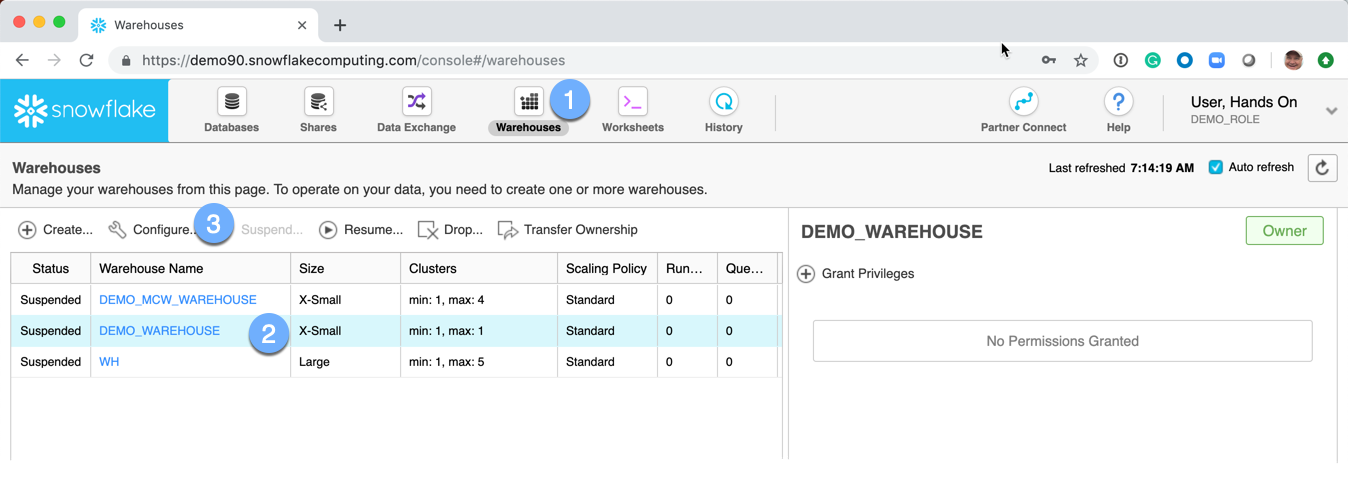 Warehouses
https://demo90.snowflakecomputing.com/console#/warehouses
snowflake
Databases
Shares
Data Exchange
Warehouses
1
Worksheets
History
Partner Connect
Help
User, Hands On
DEMO_ROLE
Warehouses
Last refreshed 7:14:19 AM
Auto refresh
Manage your warehouses from this page. To operate on your data, you need to create one or more warehouses.
Create... Configure... 3 Suspend... Resume... Drop... Transfer Ownership
Status Warehouse Name Size Clusters Scaling Policy Run... Que...
Suspended DEMO_MCW_WAREHOUSE X-Small min: 1, max: 4 Standard 0 0
Suspended DEMO_WAREHOUSE 2 X-Small min: 1, max: 1 Standard 0 0
Suspended WH Large min: 1, max: 5 Standard 0 0
DEMO_WAREHOUSE
Owner
Grant Privileges
No Permissions Granted